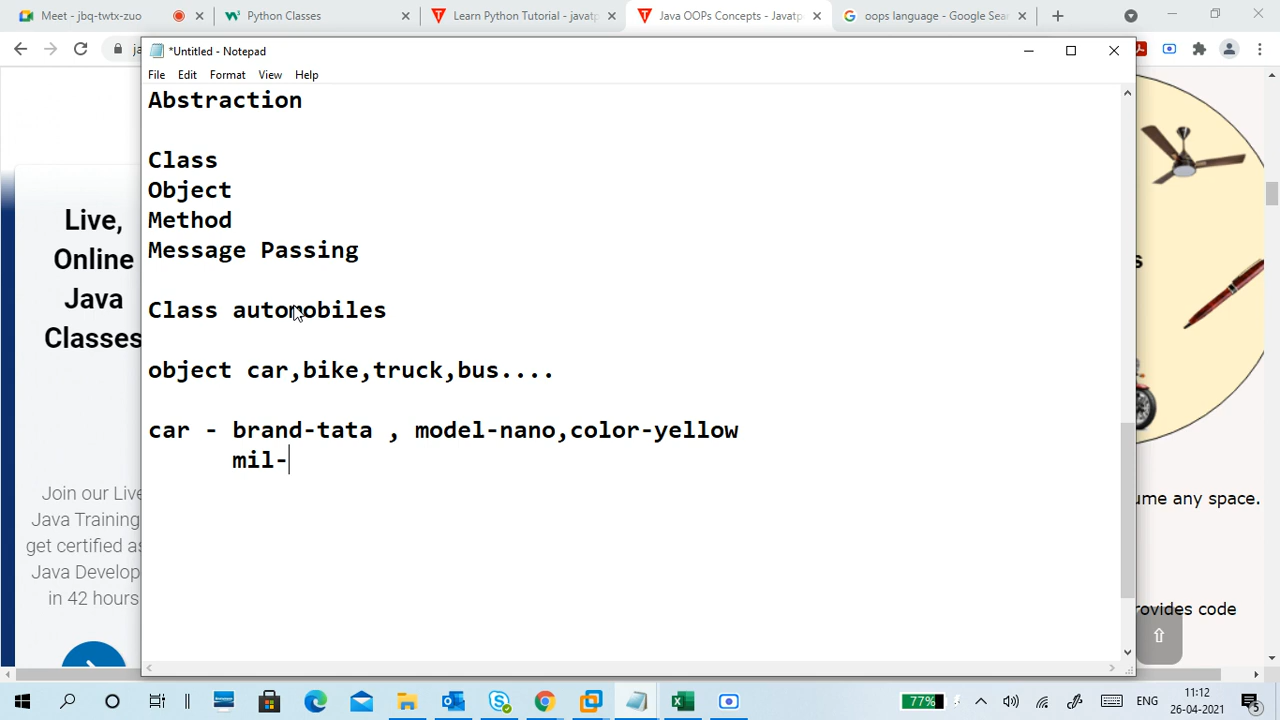 Meet - jbq-twtx-zuo
Python Classes
Learn Python Tutorial - javatp
Java OOPs Concepts - Javatp
oops language - Google Sea
*Untitled - Notepad
File Edit Format View Help
Abstraction
Class
Object
Method
Message Passing
Class automobiles
object car,bike,truck,bus....
car - brand-tata , model-nano,color-yellow
mil-
Live,
Online
Java
Classes
Join our Live
Java Training
get certified as
Java Develop
in 42 hours
ume any space.
rovides code
77%
ENG
11:12
26-04-2021
5